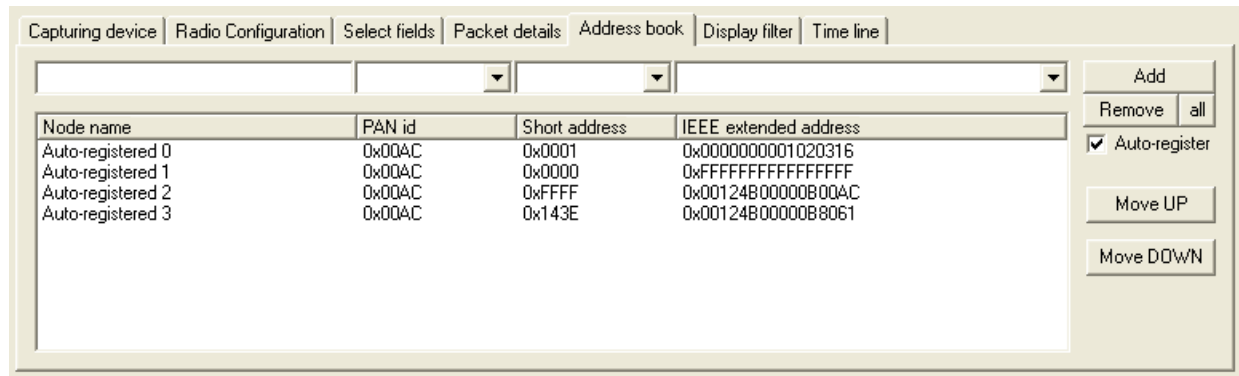 Capturing device Radio Configuration Select fields Packet details Address book Display filter Time line
Add
Remove all
Node name PAN id Short address IEEE extended address
Auto-register
Auto-registered 0 0x00AC 0x0001 0x0000000001020316
Auto-registered 1 0x00AC 0x0000 0xFFFFFFFFFFFFFFFF
Auto-registered 2 0x00AC 0xFFFF 0x00124B00000B00AC
Auto-registered 3 0x00AC 0x143E 0x00124B00000B8061
Move UP
Move DOWN